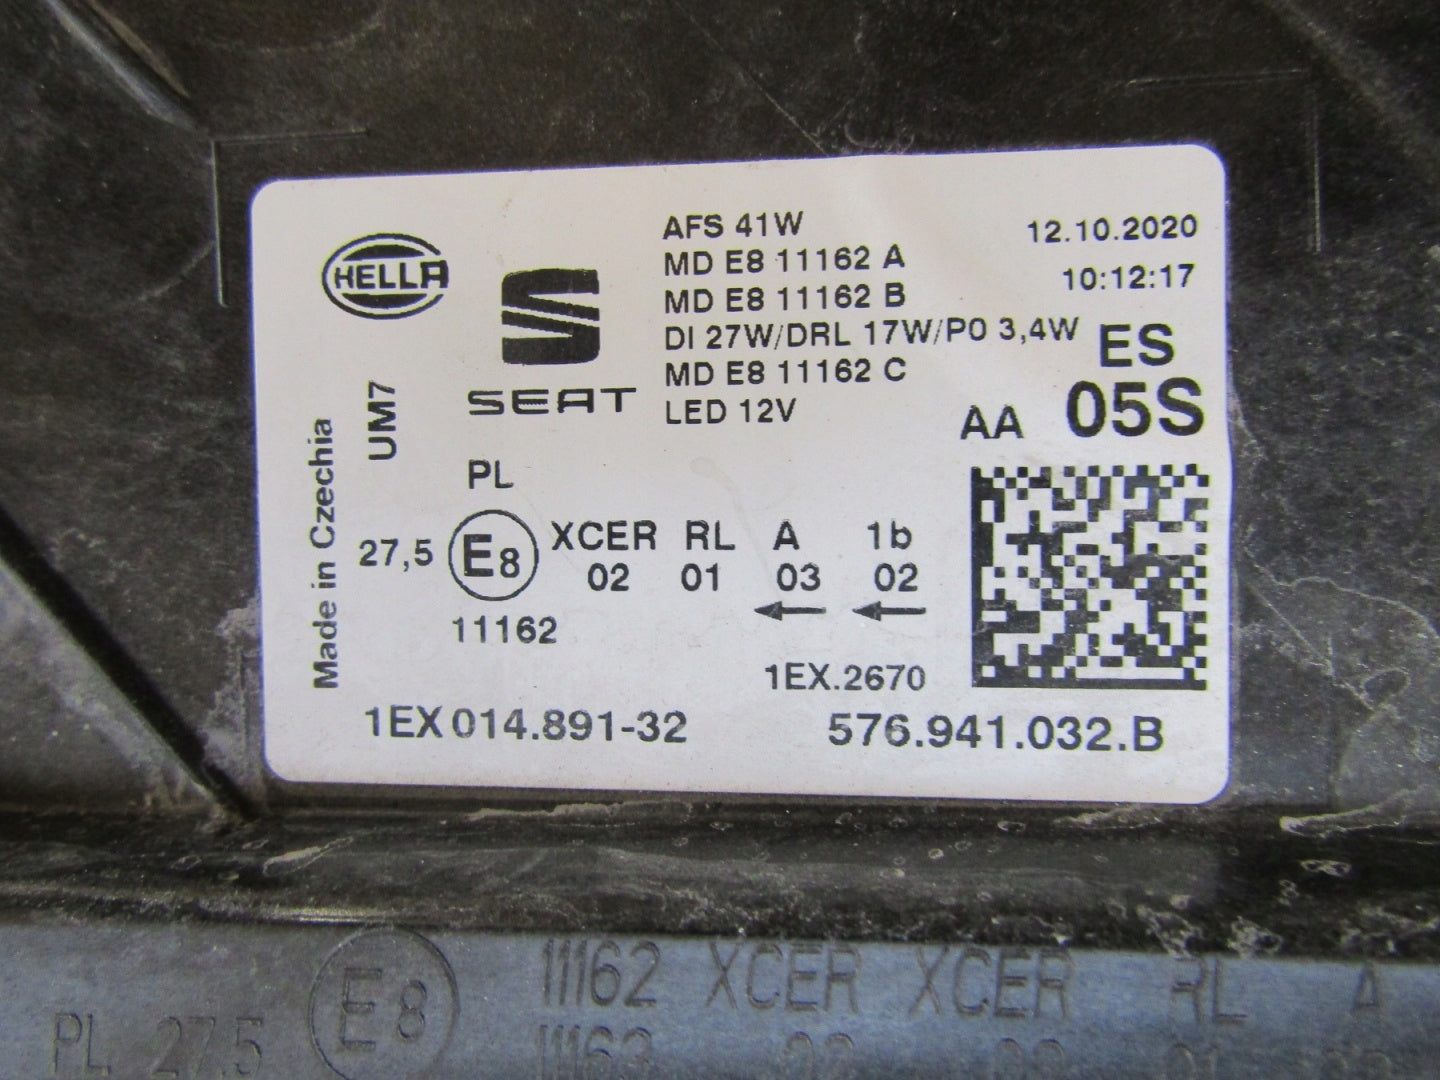 HELLA
SEAT
AFS 41W
MD E8 11162 A
MD E8 11162 B
DI 27W/DRL 17W/PO 3,4W
MD E8 11162 C
LED 12V
12.10.2020
10:12:17
ES
AA 05S
UM7
Made in Czechia
PL
27,5 E8 XCER RL A 1b
02 01 03 02
11162
1EX.2670
1EX 014.891-32 576.941.032.B
PL 27.5 E8 11162 XCER XCER RL A
11163